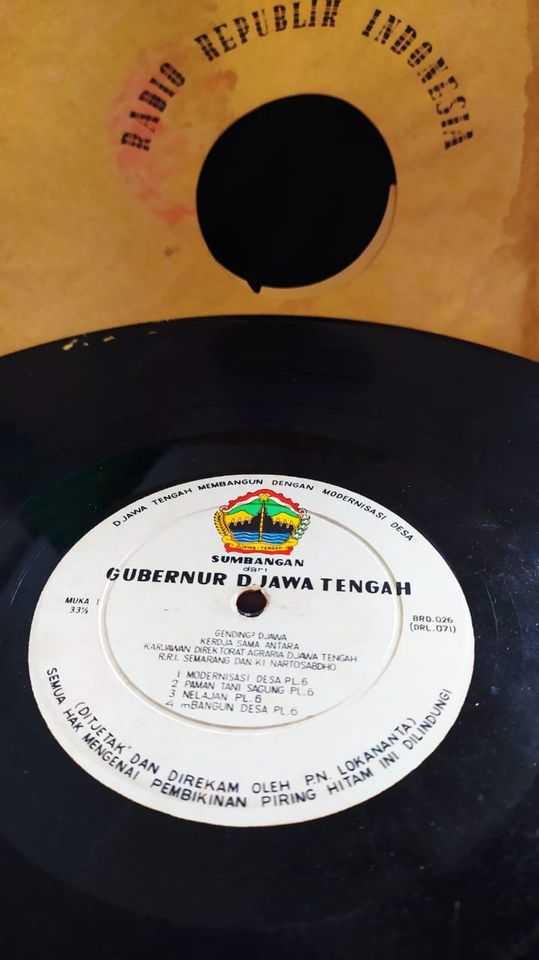 RADIO REPUBLIK INDONESIA
DJAWA TENGAH MEMBANGUN DENGAN MODERNISASI DESA
SUMBANGAN
dari
GUBERNUR DJAWA TENGAH
MUKA I
33⅓
BRD.026
(DRL.071)
GENDING² DJAWA
KERDJA SAMA ANTARA
KARJAWAN DIREKTORAT AGRARIA DJAWA TENGAH
R.R.I. SEMARANG DAN KI NARTOSABDHO
1 MODERNISASI DESA PL.6
2 PAMAN TANI SAGUNG PL.6
3 NELAJAN PL.6
4 mBANGUN DESA PL.6
(DITJETAK DAN DIREKAM OLEH P.N. LOKANANTA)
SEMUA HAK MENGENAI PEMBIKINAN PIRING HITAM INI DILINDUNGI